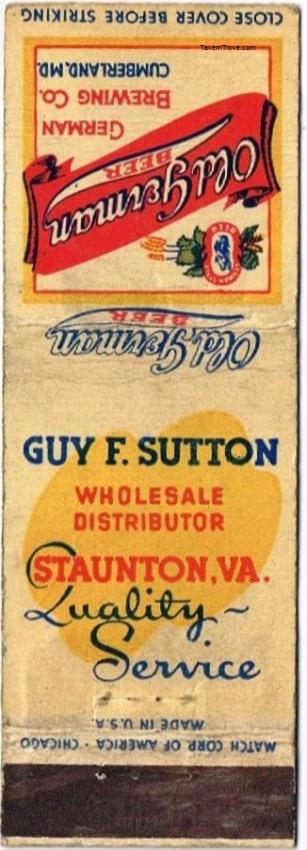 CLOSE COVER BEFORE STRIKING
TavernTrove.com
CUMBERLAND, MD.
BREWING CO.
GERMAN
Old German
BEER
Old German
BEER
GUY F. SUTTON
WHOLESALE
DISTRIBUTOR
STAUNTON, VA.
Quality ~
Service
MADE IN U.S.A.
MATCH CORP. OF AMERICA · CHICAGO